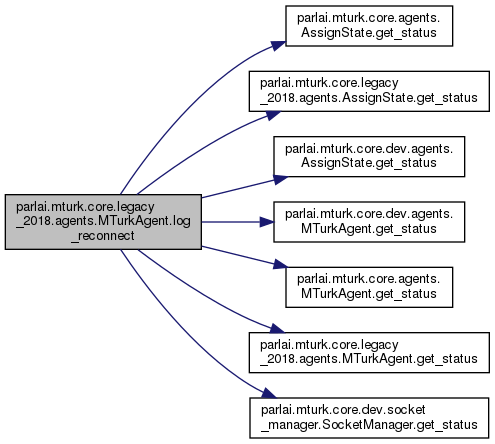 parlai.mturk.core.agents.
AssignState.get_status
parlai.mturk.core.legacy
_2018.agents.AssignState.get_status
parlai.mturk.core.dev.agents.
AssignState.get_status
parlai.mturk.core.legacy
_2018.agents.MTurkAgent.log
_reconnect
parlai.mturk.core.dev.agents.
MTurkAgent.get_status
parlai.mturk.core.agents.
MTurkAgent.get_status
parlai.mturk.core.legacy
_2018.agents.MTurkAgent.get_status
parlai.mturk.core.dev.socket
_manager.SocketManager.get_status